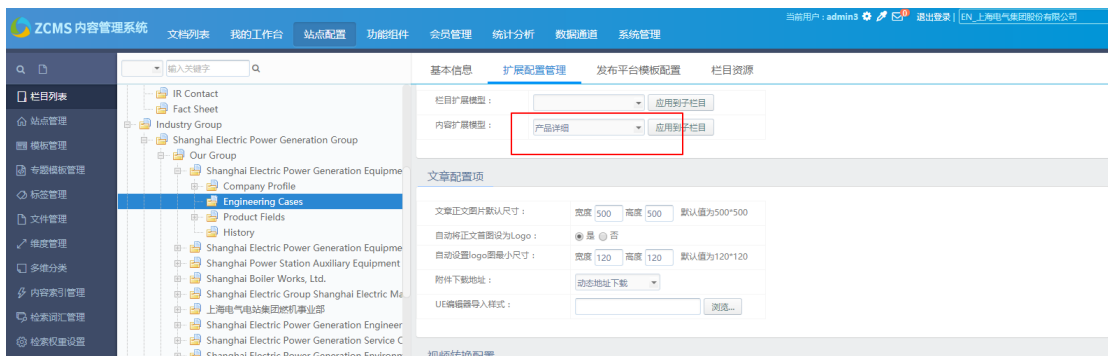 ZCMS 内容管理系统
文档列表 我的工作台 站点配置 功能组件 会员管理 统计分析 数据通道 系统管理
当前用户：admin3 0 退出登录 | EN_上海电气集团股份有限公司
栏目列表
站点管理
模板管理
专题模板管理
标签管理
文件管理
维度管理
多维分类
内容索引管理
检索词汇管理
检索权重设置
输入关键字
IR Contact
Fact Sheet
Industry Group
Shanghai Electric Power Generation Group
Our Group
Shanghai Electric Power Generation Equipme
Company Profile
Engineering Cases
Product Fields
History
Shanghai Electric Power Generation Equipme
Shanghai Power Station Auxiliary Equipment
Shanghai Boiler Works, Ltd.
Shanghai Electric Group Shanghai Electric Ma
上海电气电站集团燃机事业部
Shanghai Electric Power Generation Engineer
Shanghai Electric Power Generation Service C
Shanghai Electric Power Generation Environm
基本信息 扩展配置管理 发布平台模板配置 栏目资源
栏目扩展模型： 应用到子栏目
内容扩展模型： 产品详细 应用到子栏目
文章配置项
文章正文图片默认尺寸： 宽度 500 高度 500 默认值为500*500
自动将正文首图设为Logo： 是 否
自动设置logo图最小尺寸： 宽度 120 高度 120 默认值为120*120
附件下载地址： 动态地址下载
UE编辑器导入样式： 浏览...
视频转换配置